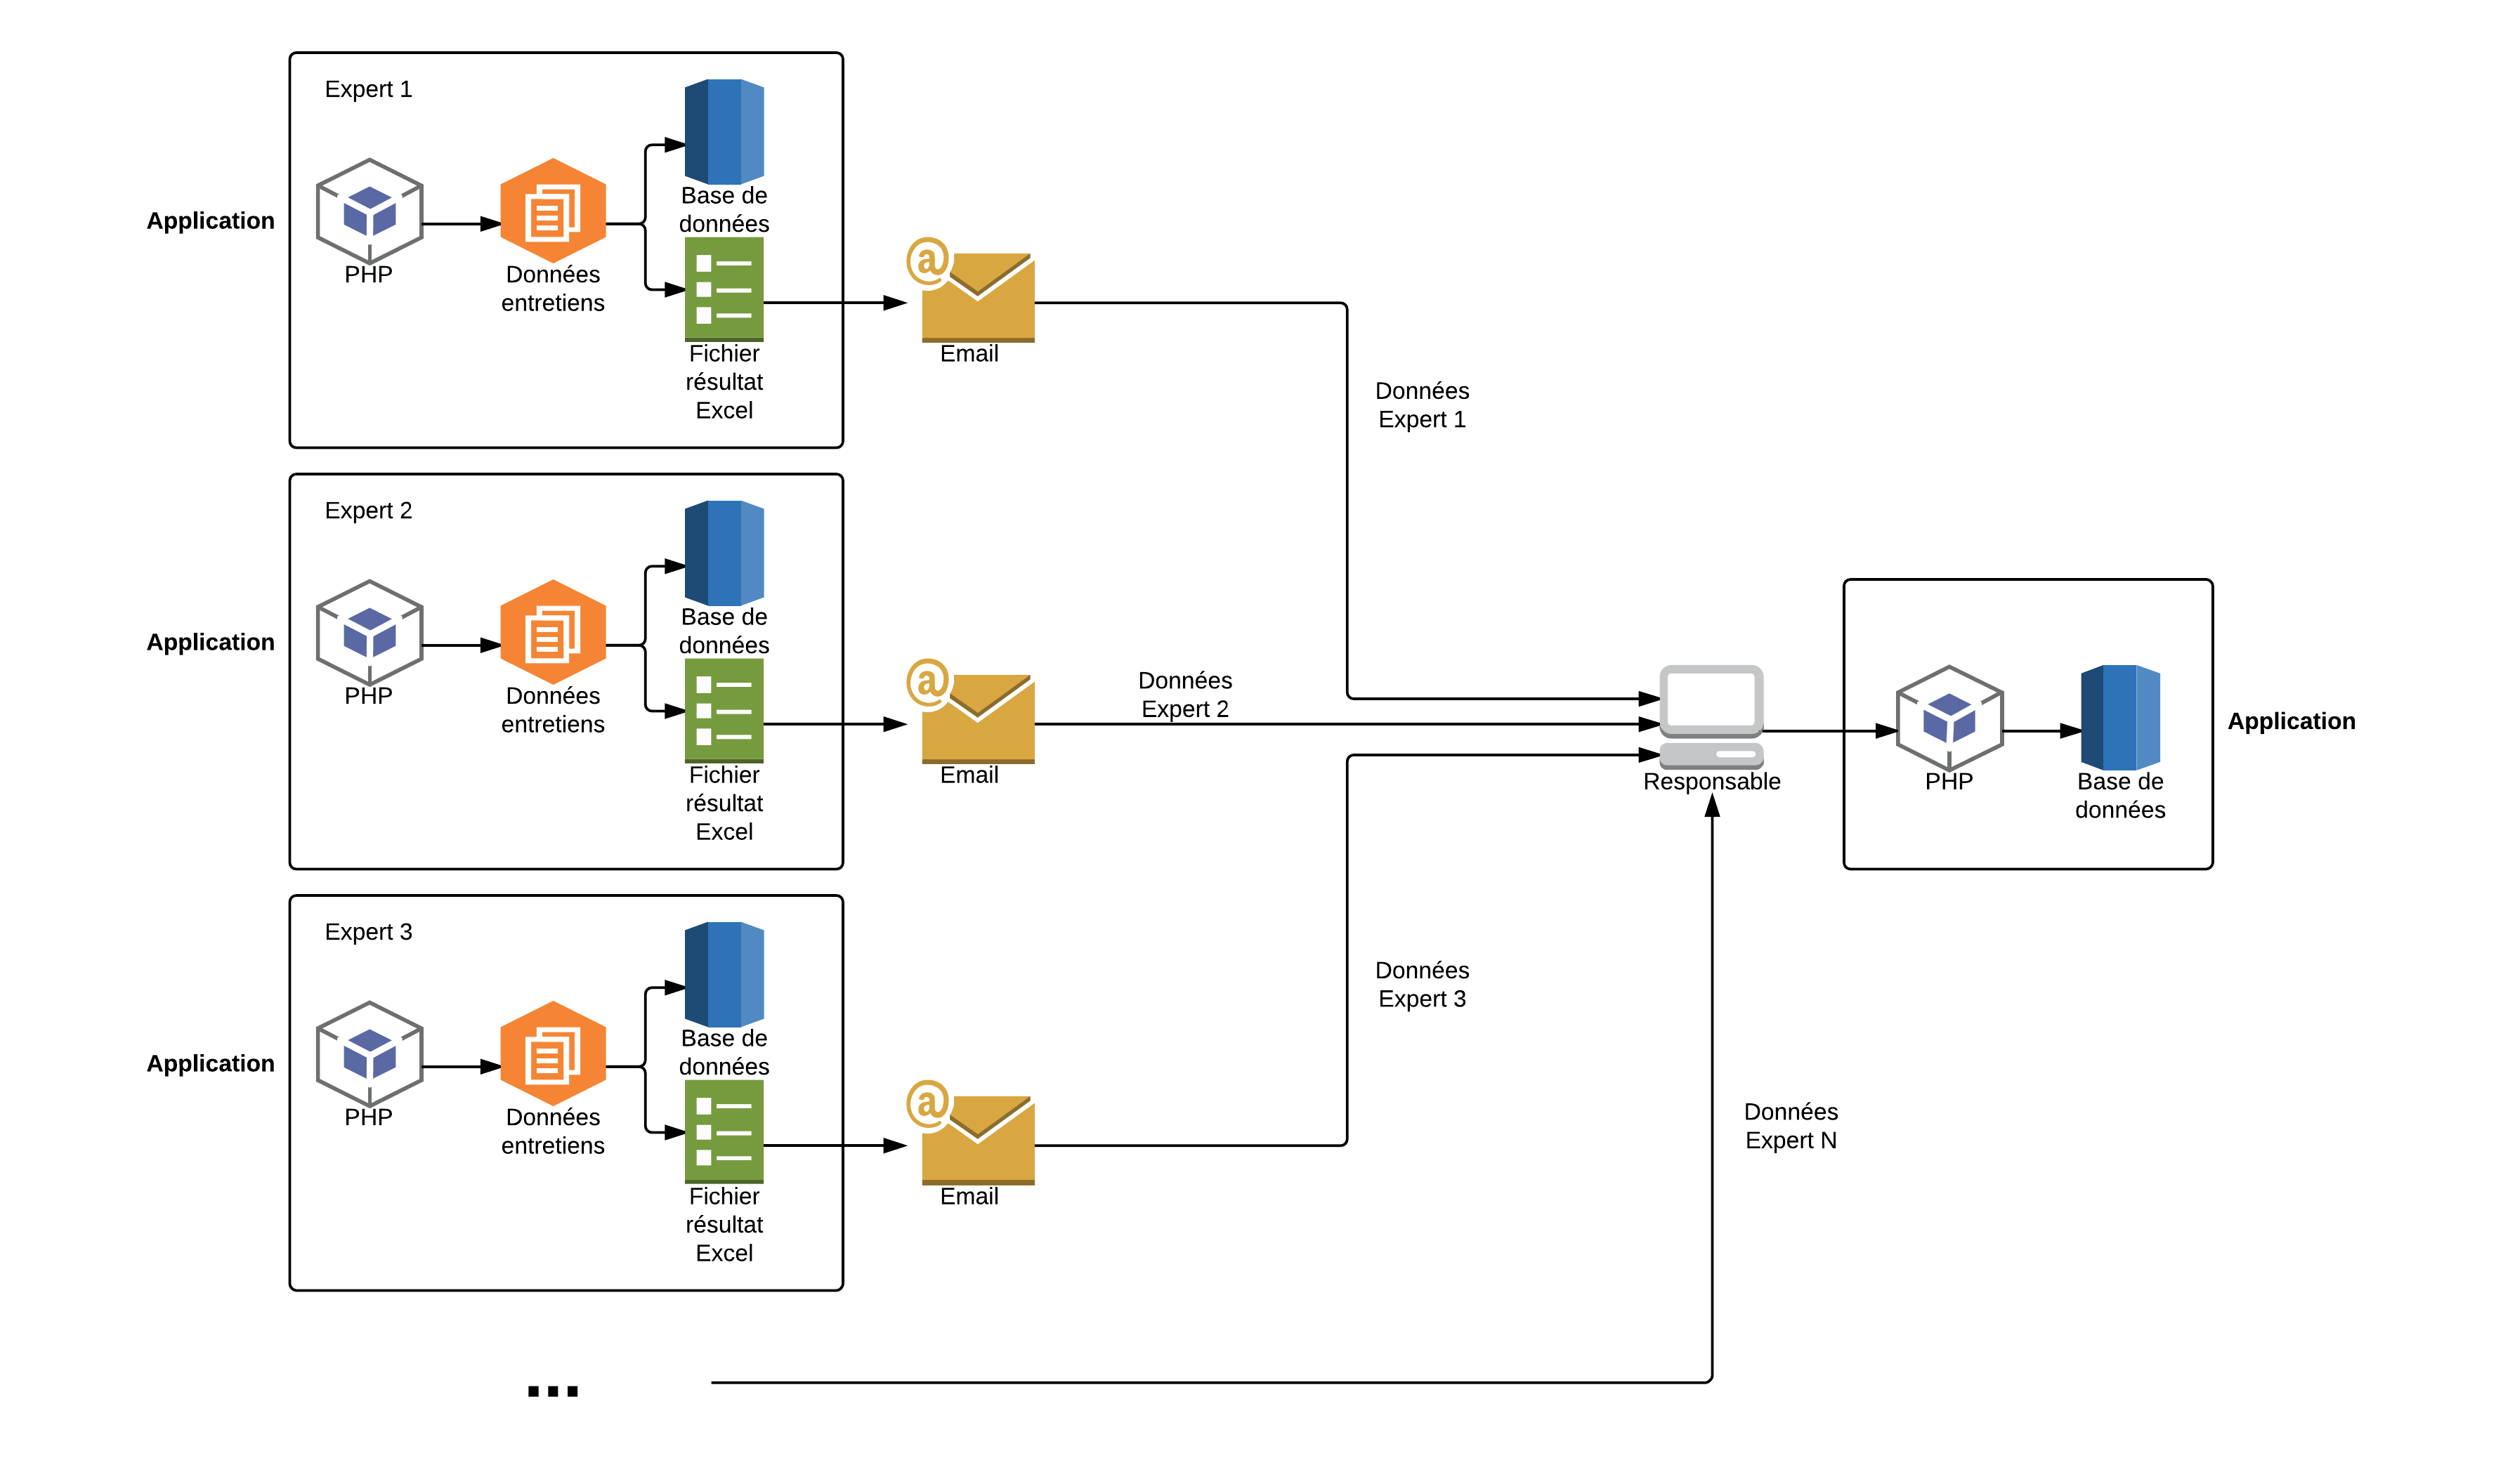 Expert 1
Application
PHP
Données
entretiens
Base de
données
Fichier
résultat
Excel
@
Email
Données
Expert 1
Expert 2
Application
PHP
Données
entretiens
Base de
données
Fichier
résultat
Excel
@
Email
Données
Expert 2
Responsable
PHP
Base de
données
Application
Expert 3
Application
PHP
Données
entretiens
Base de
données
Fichier
résultat
Excel
@
Email
Données
Expert 3
Données
Expert N
...